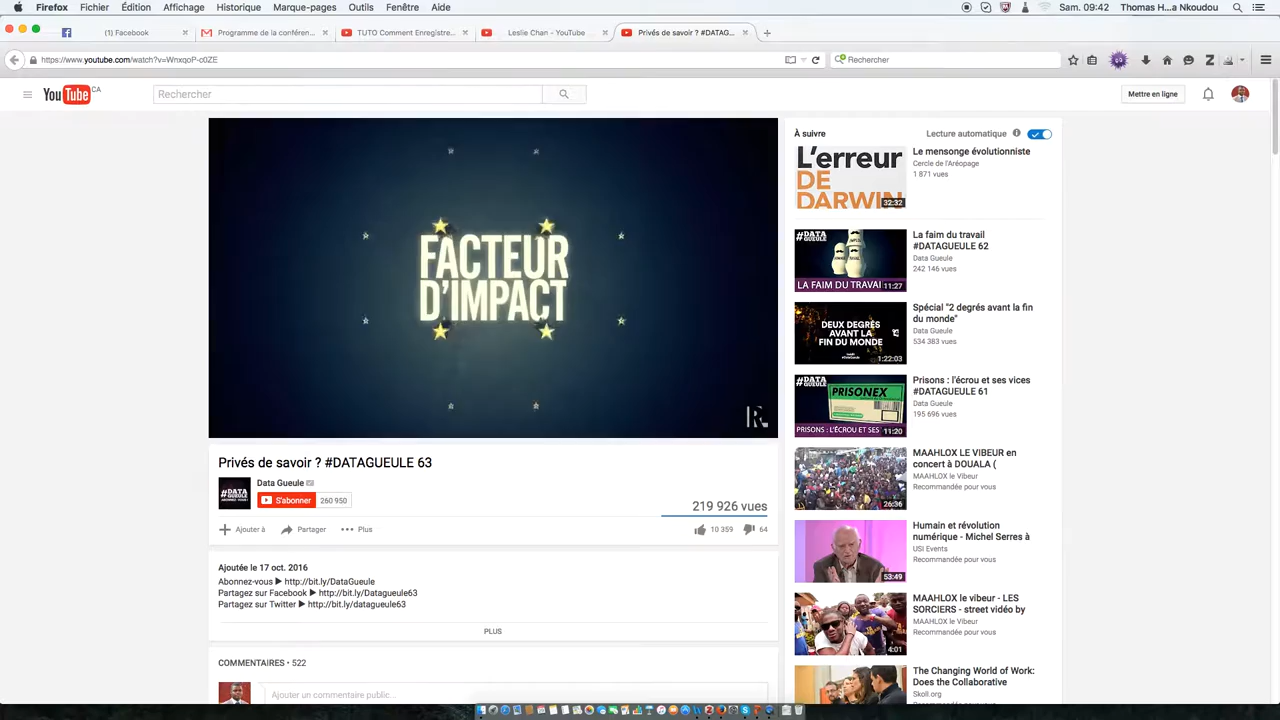 Firefox Fichier Édition Affichage Historique Marque-pages Outils Fenêtre Aide
Sam. 09:42 Thomas H...a Nkoudou
(1) Facebook
Programme de la conféren...
TUTO Comment Enregistre...
Leslie Chan - YouTube
Privés de savoir ? #DATAG...
https://www.youtube.com/watch?v=WnxqoP-c0ZE
Rechercher
YouTube CA
Rechercher
Mettre en ligne
FACTEUR
D'IMPACT
Privés de savoir ? #DATAGUEULE 63
Data Gueule
S'abonner 260 950
219 926 vues
Ajouter à Partager Plus
10 359 64
Ajoutée le 17 oct. 2016
Abonnez-vous ► http://bit.ly/DataGueule
Partagez sur Facebook ► http://bit.ly/Datagueule63
Partagez sur Twitter ► http://bit.ly/datagueule63
PLUS
COMMENTAIRES • 522
Ajouter un commentaire public...
À suivre
Lecture automatique
L'erreur
DE
DARWIN
32:32
Le mensonge évolutionniste
Cercle de l'Aréopage
1 871 vues
#DATA
GUEULE
LA FAIM DU TRAVAI
11:27
La faim du travail
#DATAGUEULE 62
Data Gueule
242 146 vues
DEUX DEGRÉS
AVANT LA
FIN DU MONDE
1:22:03
Spécial "2 degrés avant la fin
du monde"
Data Gueule
534 383 vues
#DATA
GUEULE
PRISONEX
PRISONS : L'ÉCROU ET SES
11:20
Prisons : l'écrou et ses vices
#DATAGUEULE 61
Data Gueule
195 696 vues
26:36
MAAHLOX LE VIBEUR en
concert à DOUALA (
MAAHLOX le Vibeur
Recommandée pour vous
53:49
Humain et révolution
numérique - Michel Serres à
USI Events
Recommandée pour vous
4:01
MAAHLOX le vibeur - LES
SORCIERS - street vidéo by
MAAHLOX le Vibeur
Recommandée pour vous
The Changing World of Work:
Does the Collaborative
Skoll.org